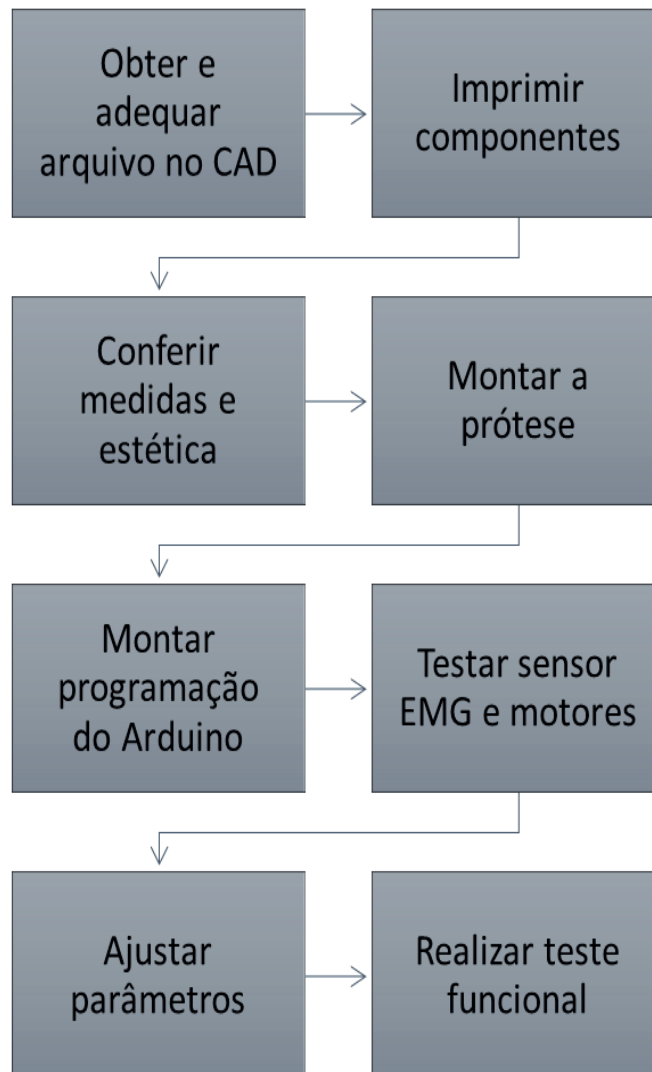 Obter e
adequar
arquivo no CAD
Imprimir
componentes
Conferir
medidas e
estética
Montar a
prótese
Montar
programação
do Arduino
Testar sensor
EMG e motores
Ajustar
parâmetros
Realizar teste
funcional